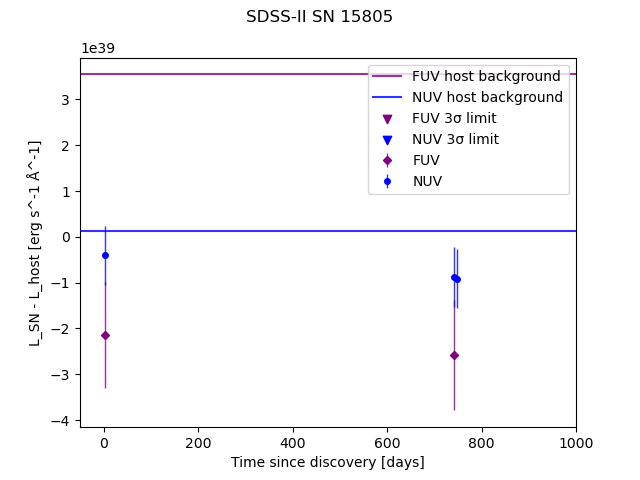 SDSS-II SN 15805
1e39
FUV host background
NUV host background
FUV 3σ limit
NUV 3σ limit
FUV
NUV
3
2
1
0
−1
−2
−3
−4
L_SN - L_host [erg s^-1 Å^-1]
0 200 400 600 800 1000
Time since discovery [days]